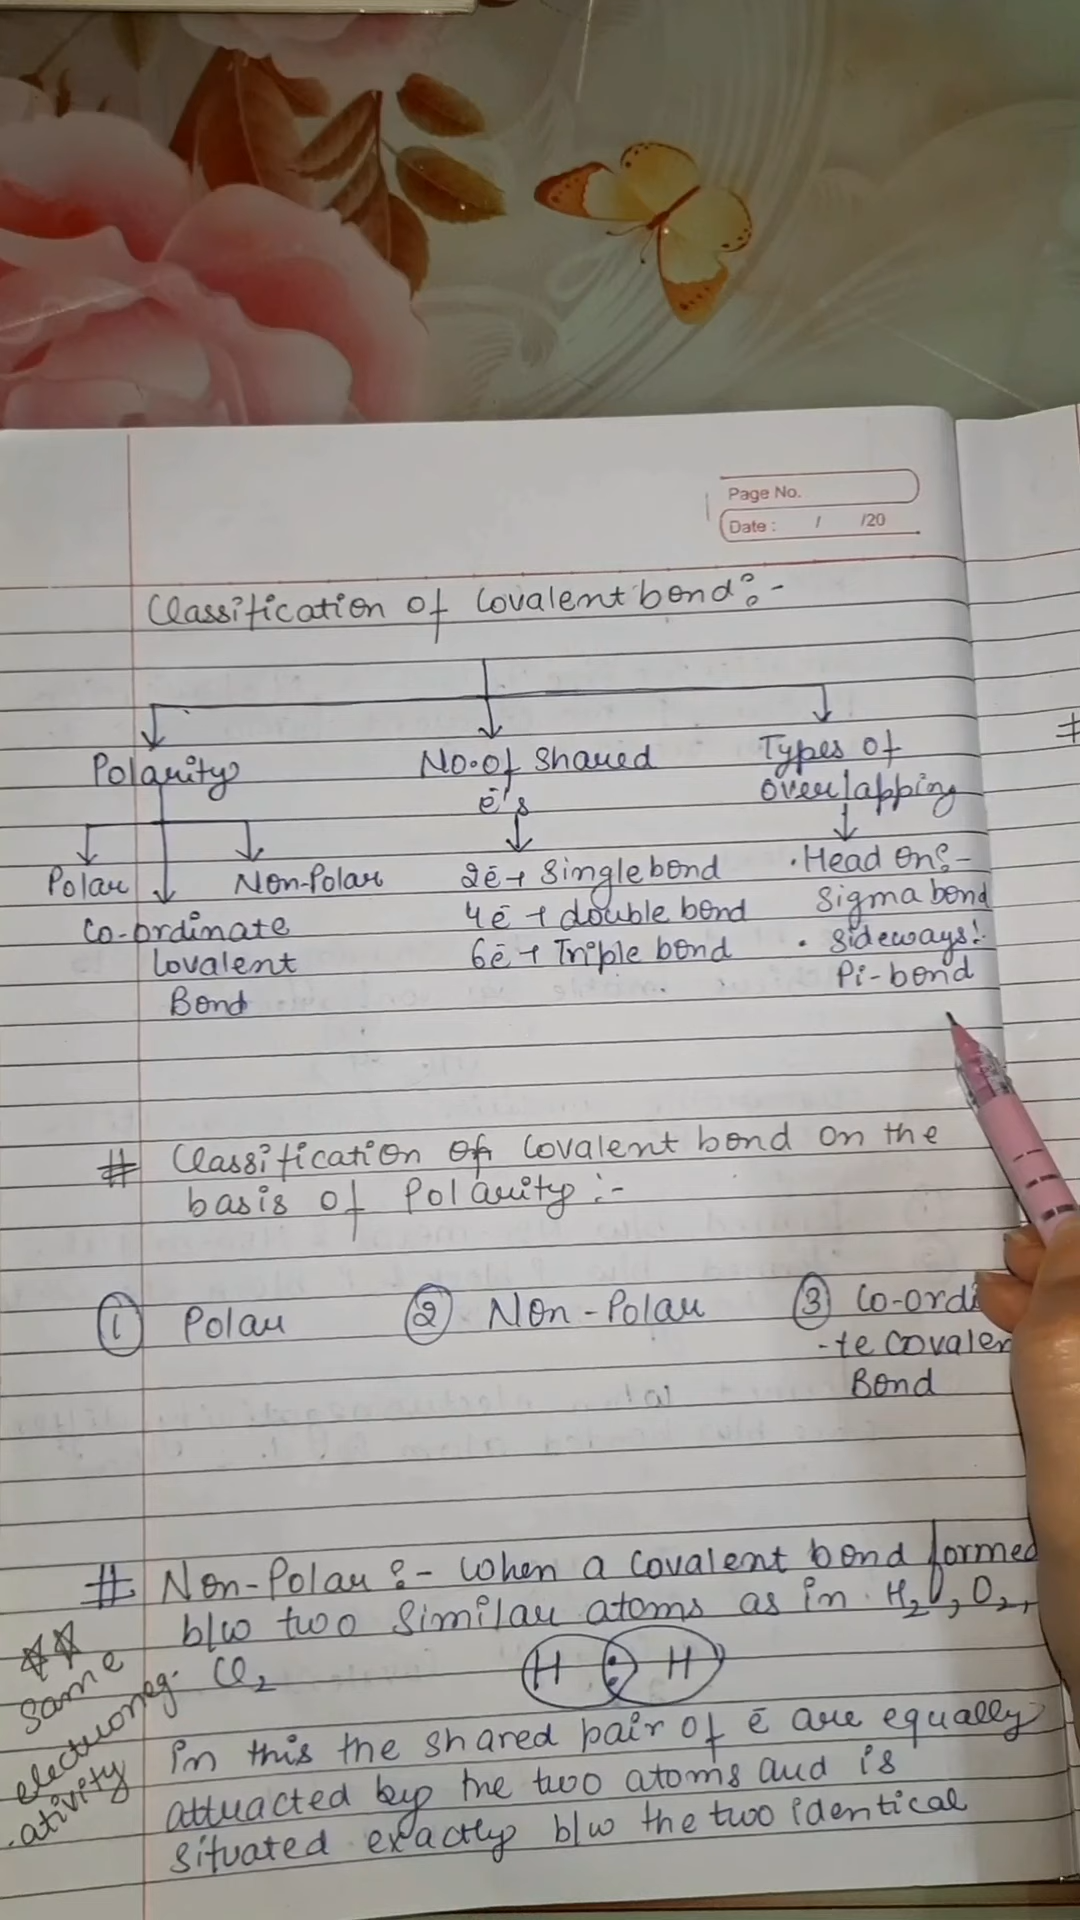 Page No.
Date : / /20
Classification of Covalent bond :-
Polarity
No. of Shared
ē's
Types of
overlapping
Polar
Non-Polar
Co-ordinate
Covalent
Bond
2ē → Single bond
4ē → double bond
6ē → Triple bond
• Head On :-
Sigma bond
• Sideways :-
Pi-bond
# Classification of Covalent bond on the
basis of Polarity :-
① Polar ② Non-Polar ③ Co-ordi
-te Covalen
Bond
# Non-Polar :- When a Covalent bond formed
b/w two Similar atoms as in H₂, O₂,
Cl₂
H : H
Same
electroneg-
-ativity
in this the shared pair of ē are equally
attracted by the two atoms and is
situated exactly b/w the two identical